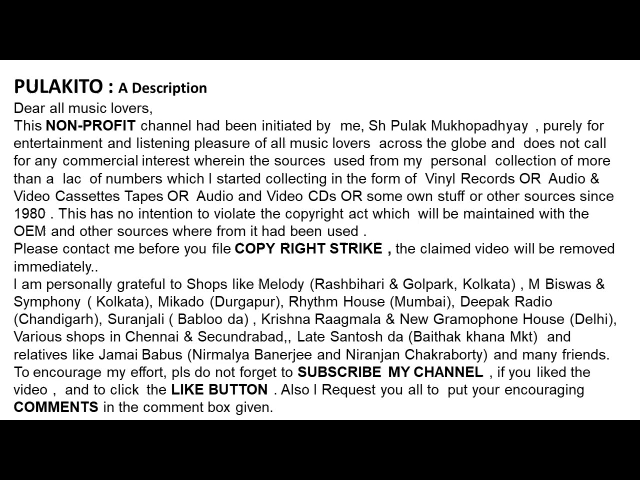 PULAKITO : A Description
Dear all music lovers,
This NON-PROFIT channel had been initiated by me, Sh Pulak Mukhopadhyay , purely for
entertainment and listening pleasure of all music lovers across the globe and does not call
for any commercial interest wherein the sources used from my personal collection of more
than a lac of numbers which I started collecting in the form of Vinyl Records OR Audio &
Video Cassettes Tapes OR Audio and Video CDs OR some own stuff or other sources since
1980 . This has no intention to violate the copyright act which will be maintained with the
OEM and other sources where from it had been used .
Please contact me before you file COPY RIGHT STRIKE , the claimed video will be removed
immediately..
I am personally grateful to Shops like Melody (Rashbihari & Golpark, Kolkata) , M Biswas &
Symphony ( Kolkata), Mikado (Durgapur), Rhythm House (Mumbai), Deepak Radio
(Chandigarh), Suranjali ( Babloo da) , Krishna Raagmala & New Gramophone House (Delhi),
Various shops in Chennai & Secundrabad,, Late Santosh da (Baithak khana Mkt) and
relatives like Jamai Babus (Nirmalya Banerjee and Niranjan Chakraborty) and many friends.
To encourage my effort, pls do not forget to SUBSCRIBE MY CHANNEL , if you liked the
video , and to click the LIKE BUTTON . Also I Request you all to put your encouraging
COMMENTS in the comment box given.